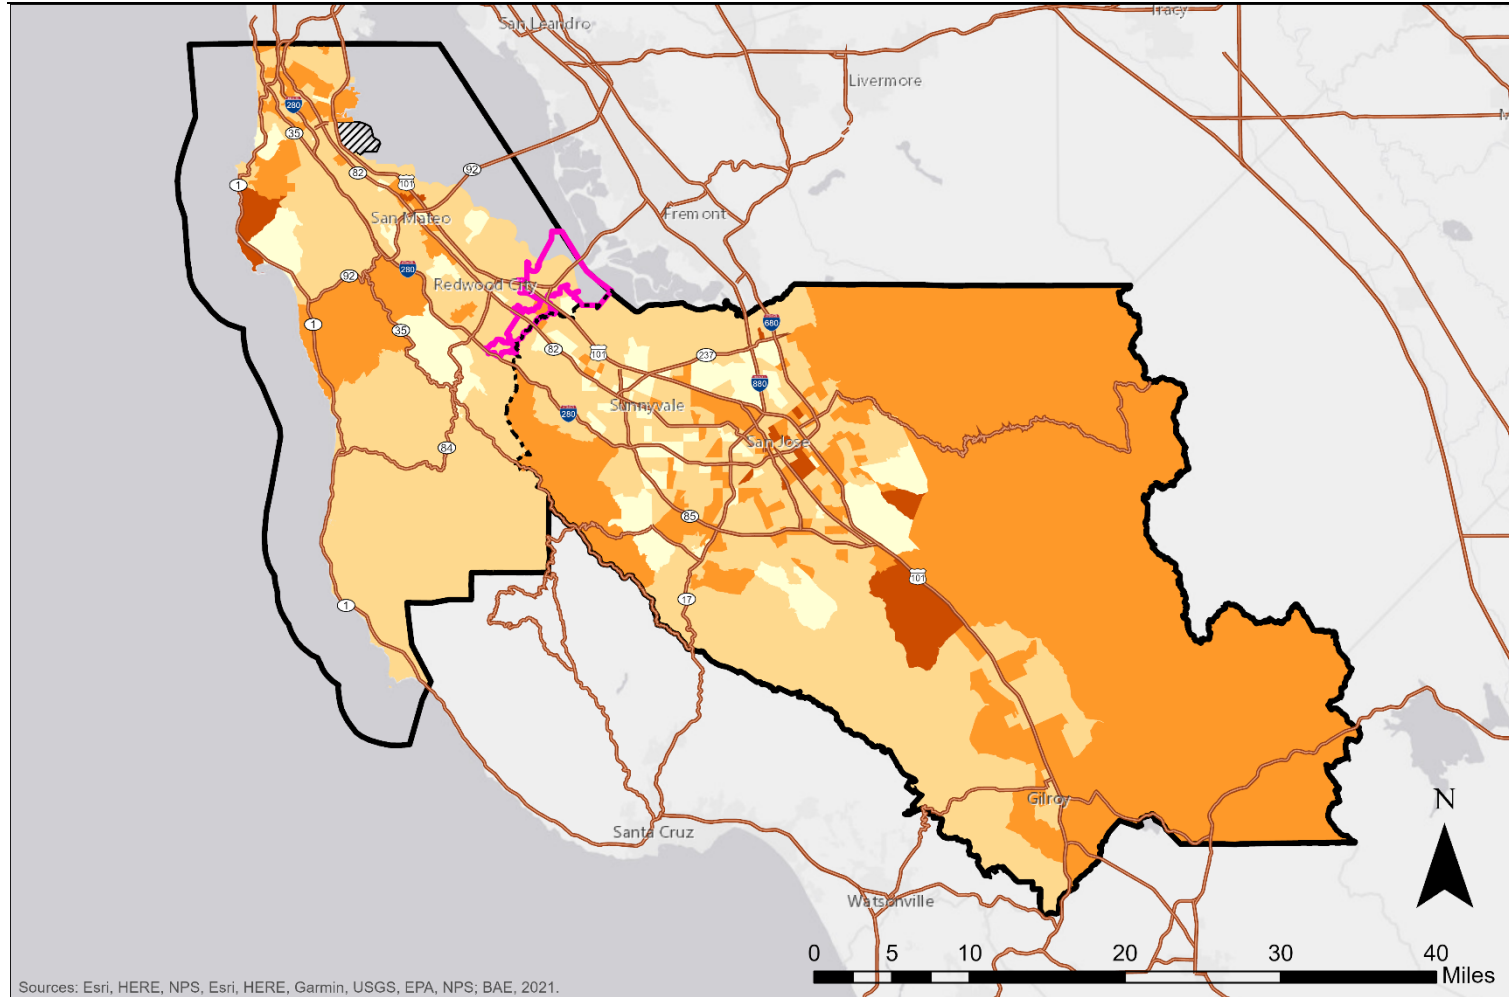 San Leandro
Tracy
Livermore
280
35
82
101
92
1
San Mateo
Fremont
92
280
Redwood City
1
35
680
82
101
237
880
280
Sunnyvale
84
San Jose
85
101
1
17
N
Gilroy
Santa Cruz
Watsonville
0 5 10 20 30 40
Miles
Sources: Esri, HERE, NPS, Esri, HERE, Garmin, USGS, EPA, NPS; BAE, 2021.